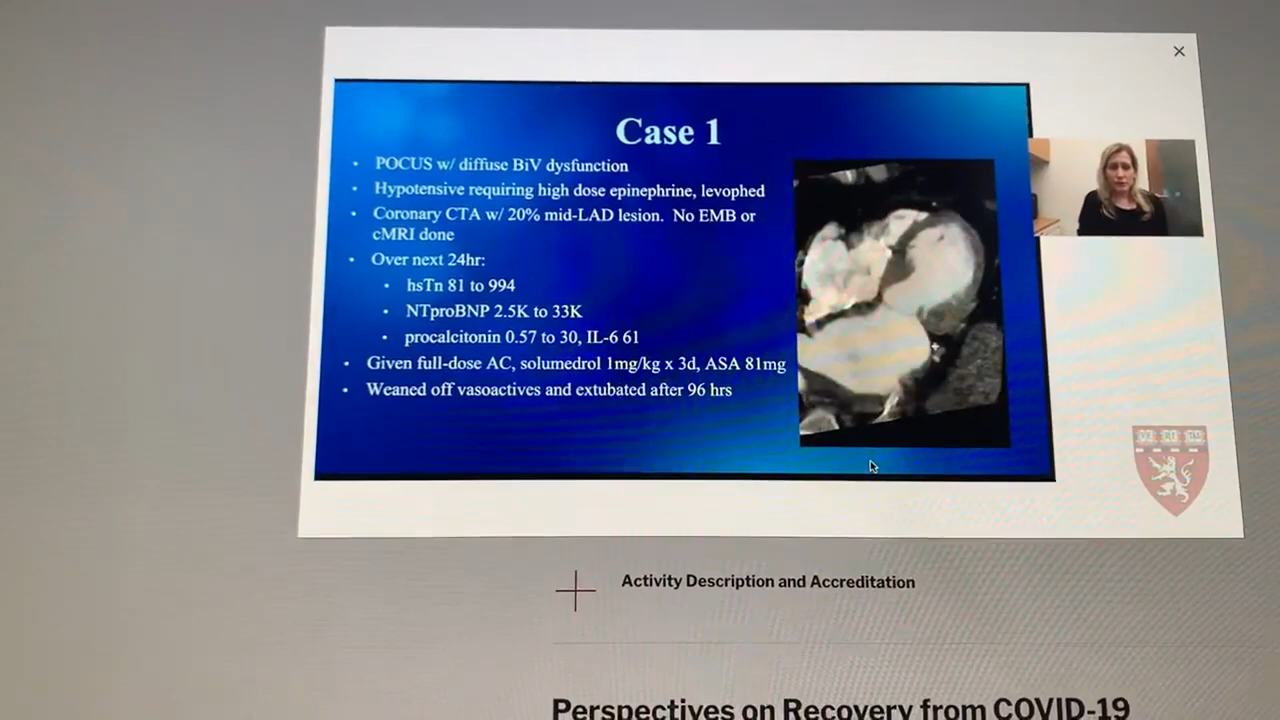 Case 1
• POCUS w/ diffuse BiV dysfunction
• Hypotensive requiring high dose epinephrine, levophed
• Coronary CTA w/ 20% mid-LAD lesion. No EMB or
cMRI done
• Over next 24hr:
• hsTn 81 to 994
• NTproBNP 2.5K to 33K
• procalcitonin 0.57 to 30, IL-6 61
• Given full-dose AC, solumedrol 1mg/kg x 3d, ASA 81mg
• Weaned off vasoactives and extubated after 96 hrs
VE RI TAS
Activity Description and Accreditation
Perspectives on Recovery from COVID-19